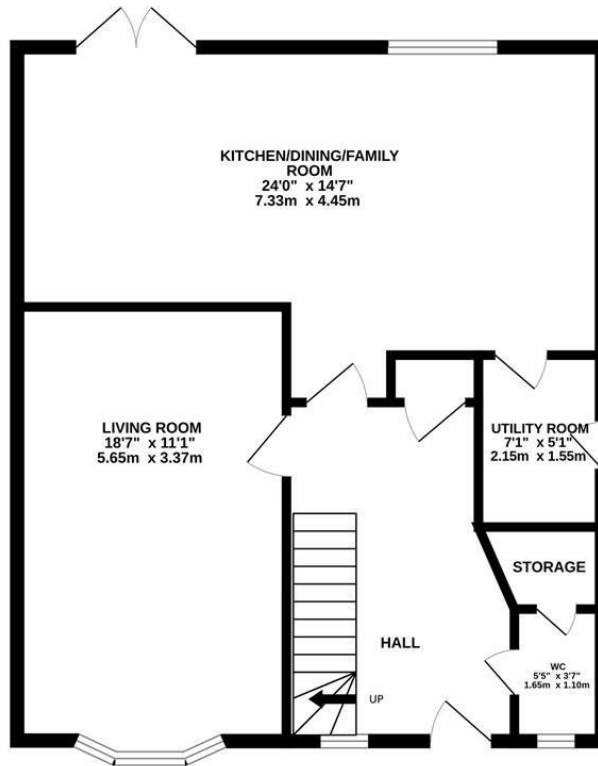 KITCHEN/DINING/FAMILY
ROOM
24'0" x 14'7"
7.33m x 4.45m
LIVING ROOM
18'7" x 11'1"
5.65m x 3.37m
UTILITY ROOM
7'1" x 5'1"
2.15m x 1.55m
STORAGE
HALL
WC
5'5" x 3'7"
1.65m x 1.10m
UP